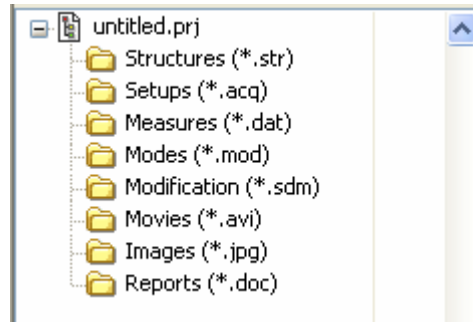 untitled.prj
Structures (*.str)
Setups (*.acq)
Measures (*.dat)
Modes (*.mod)
Modification (*.sdm)
Movies (*.avi)
Images (*.jpg)
Reports (*.doc)